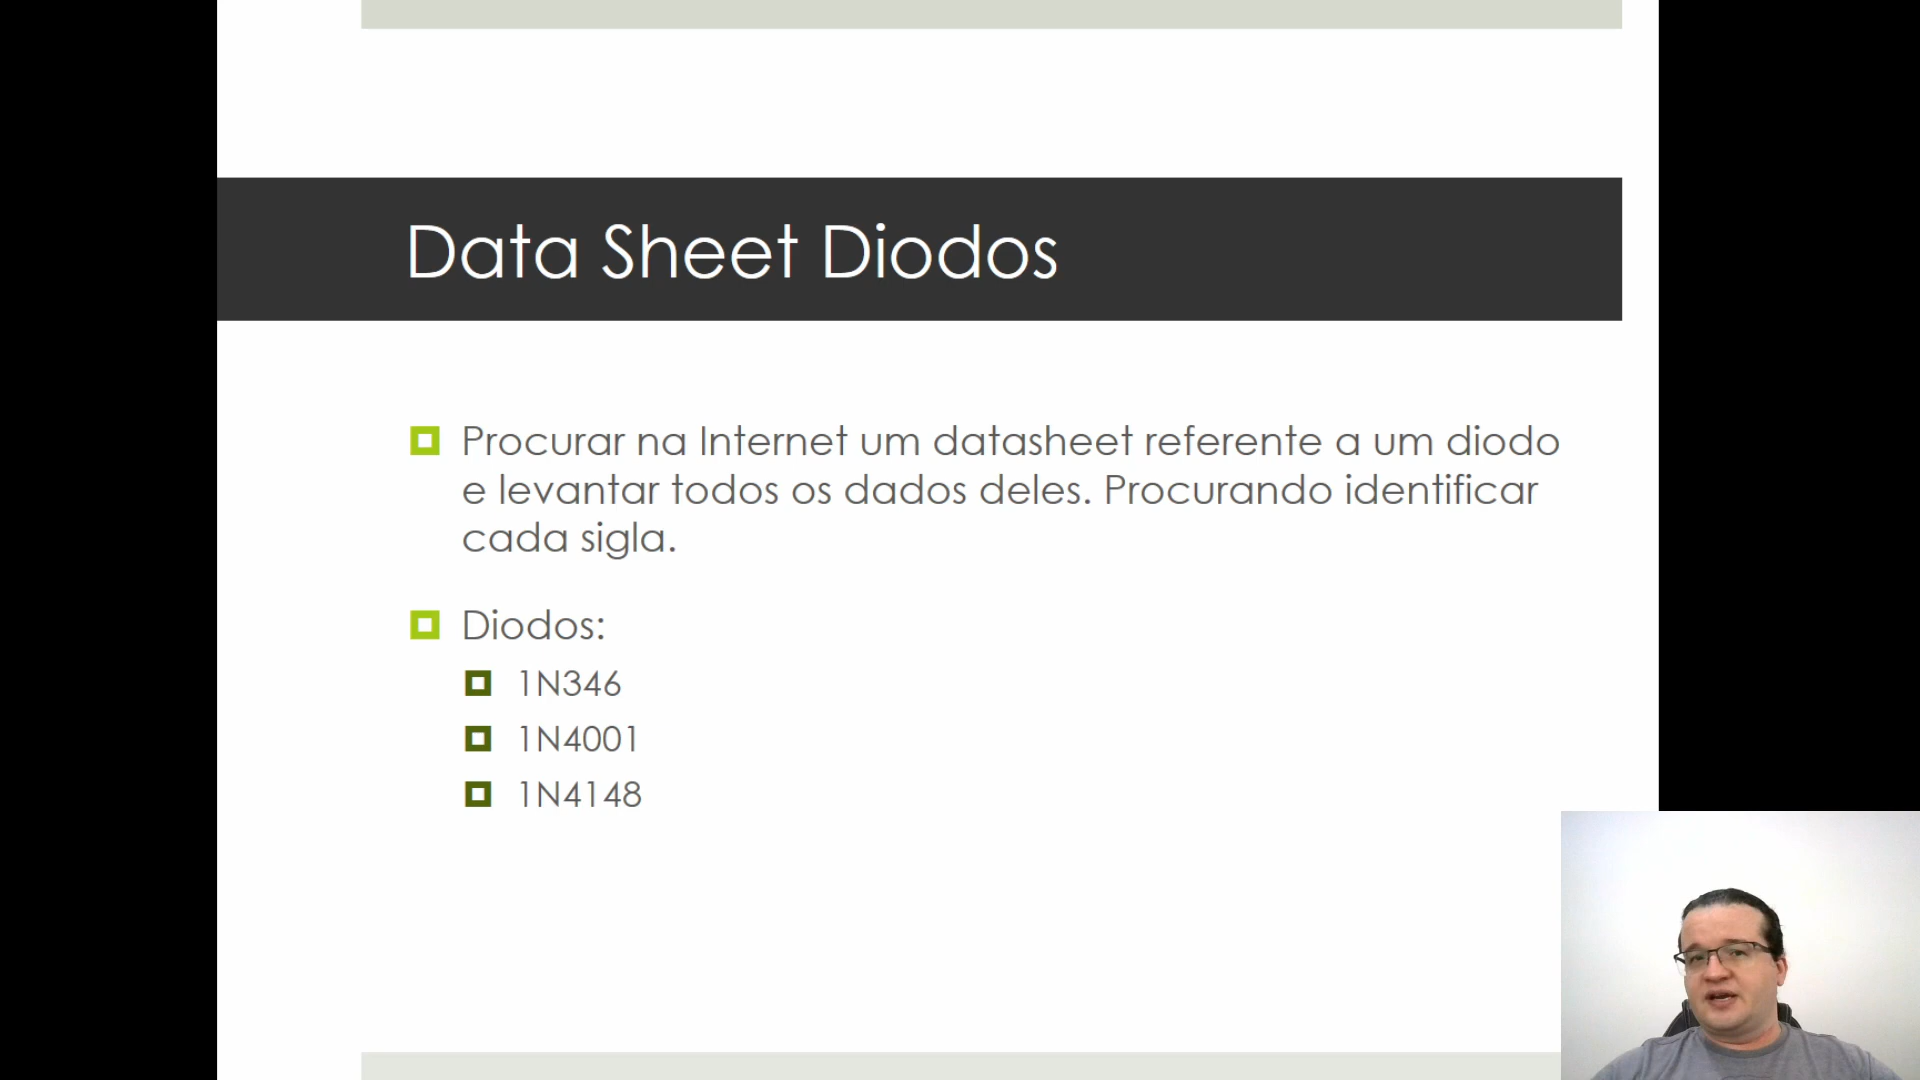 Data Sheet Diodos
Procurar na Internet um datasheet referente a um diodo
e levantar todos os dados deles. Procurando identificar
cada sigla.
Diodos:
1N346
1N4001
1N4148